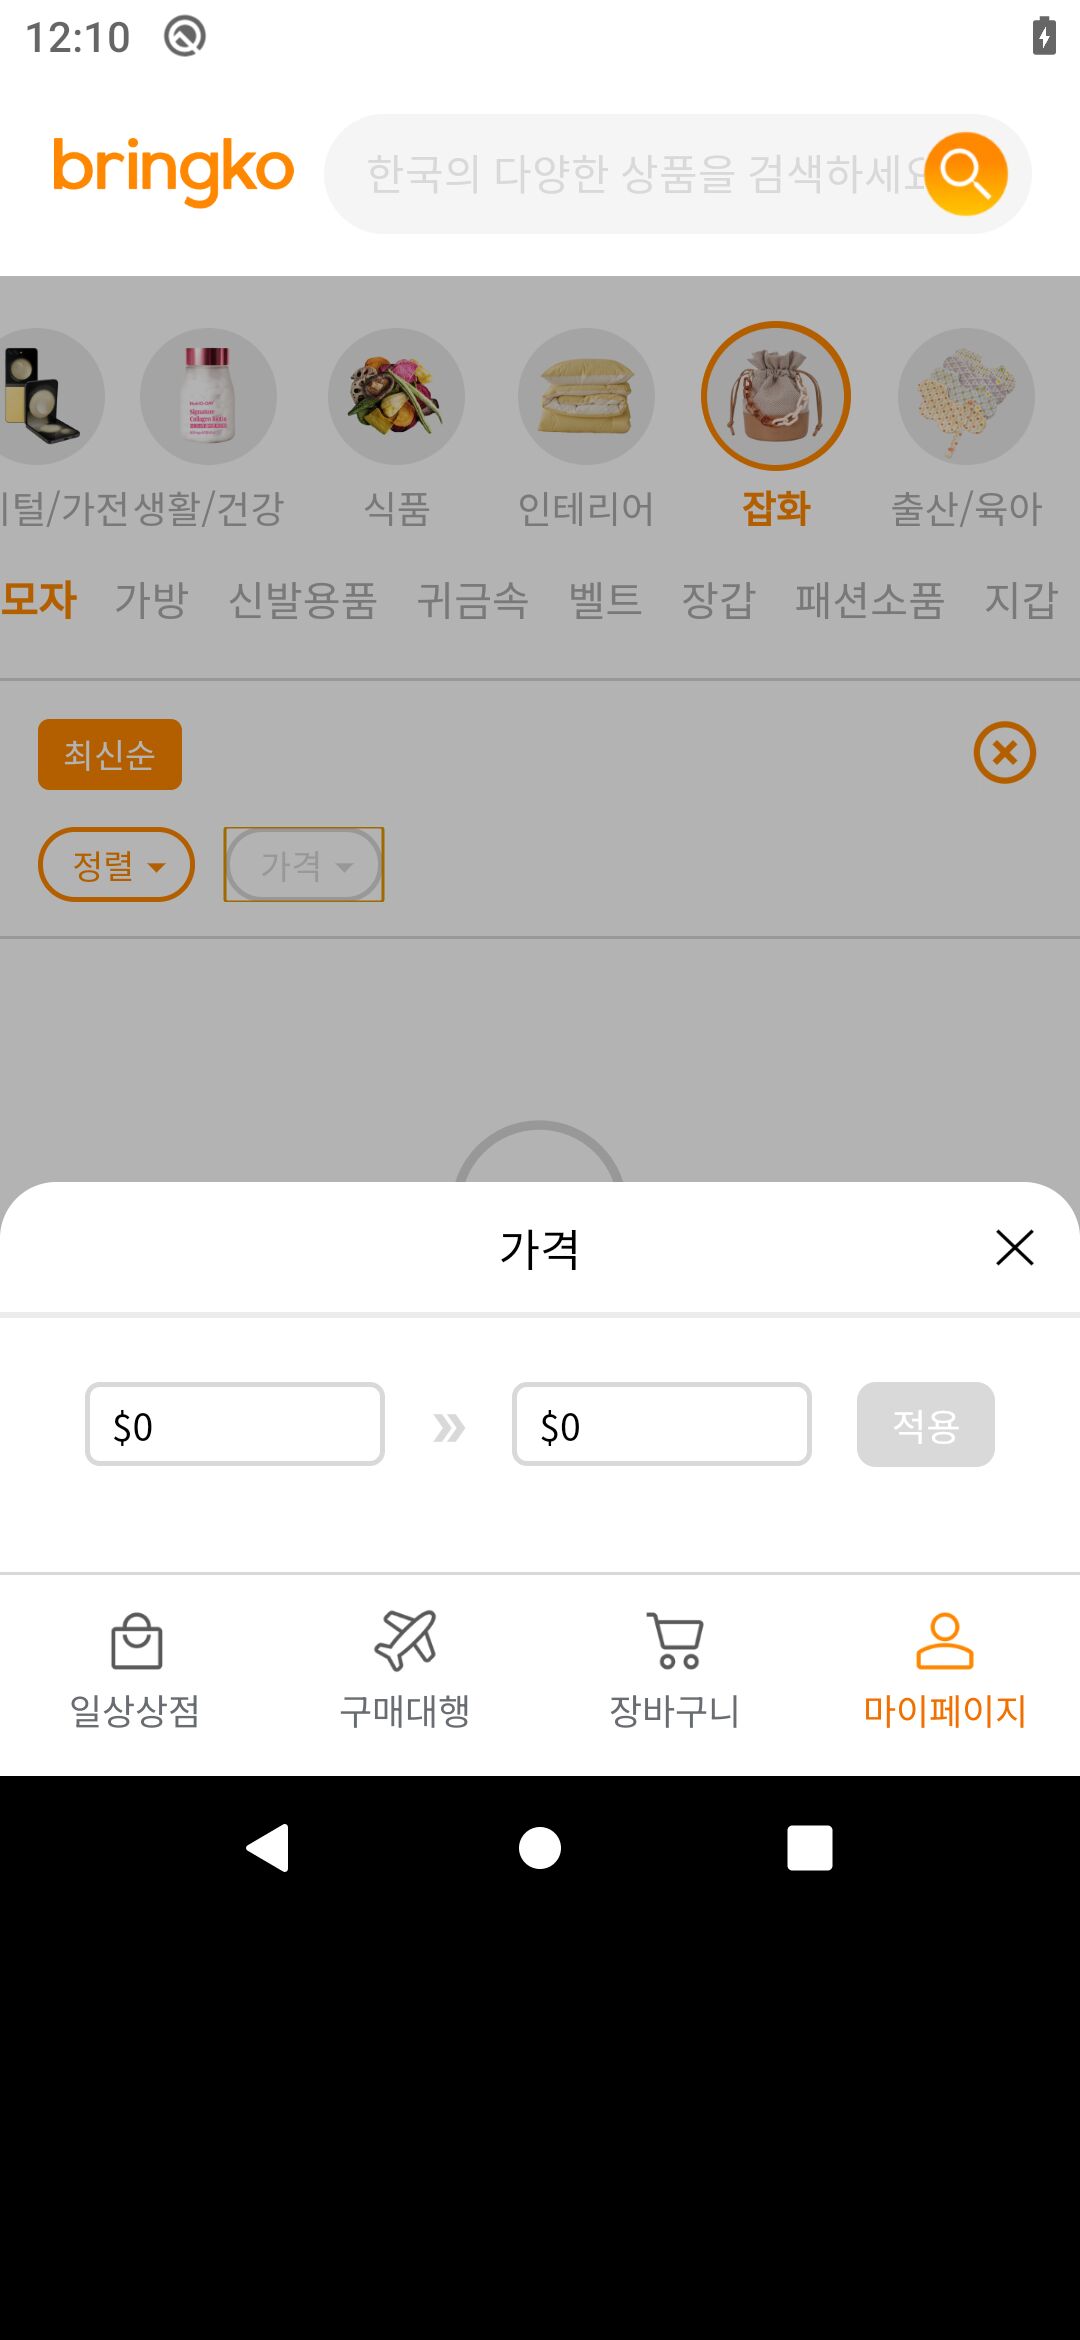 12:10
bringko
한국의 다양한 상품을 검색하세요
생활/건강 식품 인테리어 잡화 출산/육아
모자 가방 신발용품 귀금속 벨트 장갑 패션소품 지갑
최신순
정렬 가격
가격
$0 » $0 적용
일상상점 구매대행 장바구니 마이페이지